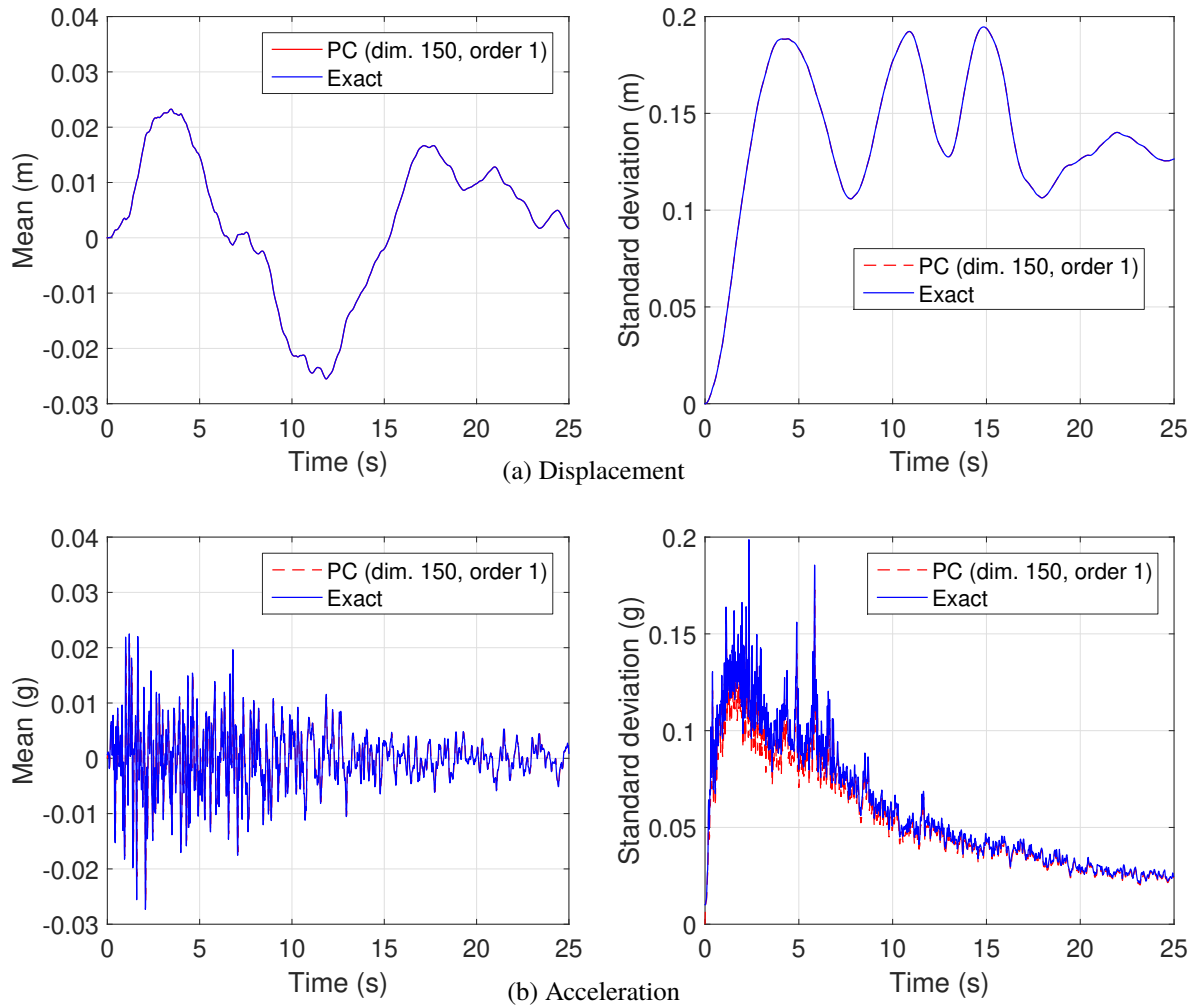 0.04
0.03
0.02
0.01
0
-0.01
-0.02
-0.03
Mean (m)
PC (dim. 150, order 1)
Exact
0 5 10 15 20 25
Time (s)
0.2
0.15
0.1
0.05
0
Standard deviation (m)
PC (dim. 150, order 1)
Exact
0 5 10 15 20 25
Time (s)
(a) Displacement
0.04
0.03
0.02
0.01
0
-0.01
-0.02
-0.03
Mean (g)
PC (dim. 150, order 1)
Exact
0 5 10 15 20 25
Time (s)
0.2
0.15
0.1
0.05
0
Standard deviation (g)
PC (dim. 150, order 1)
Exact
0 5 10 15 20 25
Time (s)
(b) Acceleration